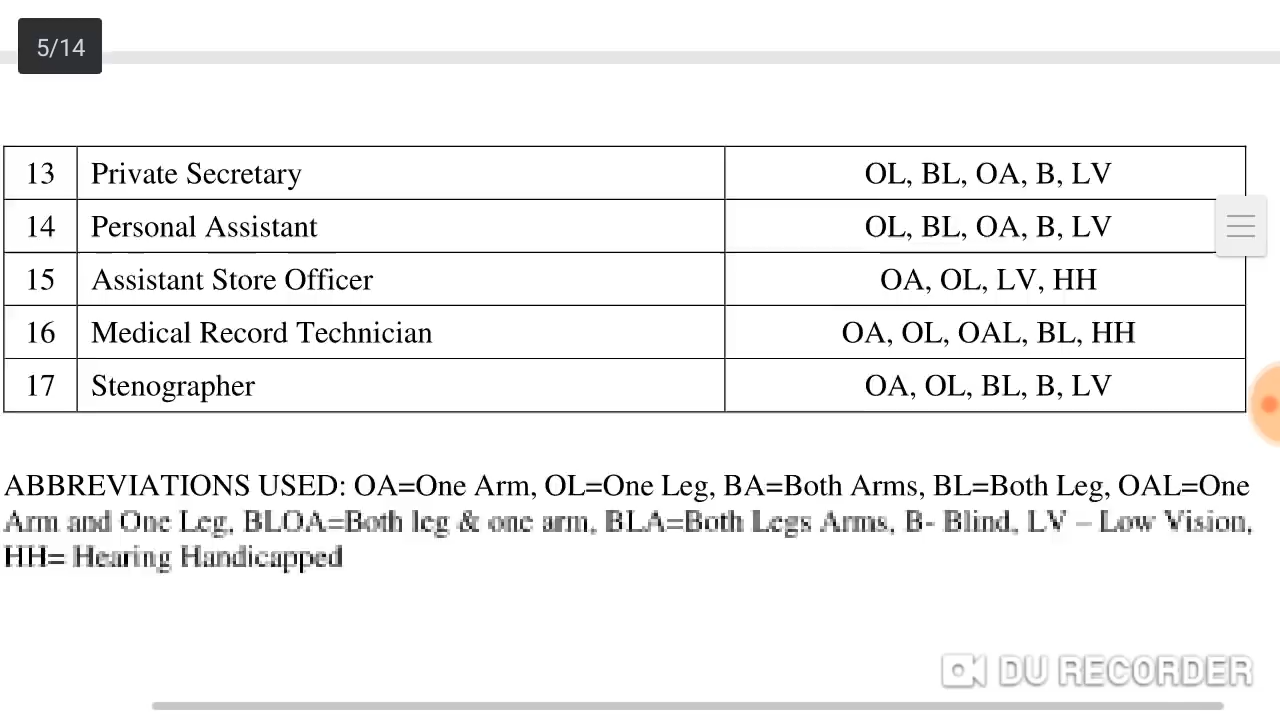 5/14
13 Private Secretary OL, BL, OA, B, LV
14 Personal Assistant OL, BL, OA, B, LV
15 Assistant Store Officer OA, OL, LV, HH
16 Medical Record Technician OA, OL, OAL, BL, HH
17 Stenographer OA, OL, BL, B, LV
ABBREVIATIONS USED: OA=One Arm, OL=One Leg, BA=Both Arms, BL=Both Leg, OAL=One
Arm and One Leg, BLOA=Both leg & one arm, BLA=Both Legs Arms, B- Blind, LV – Low Vision,
HH= Hearing Handicapped
DU RECORDER